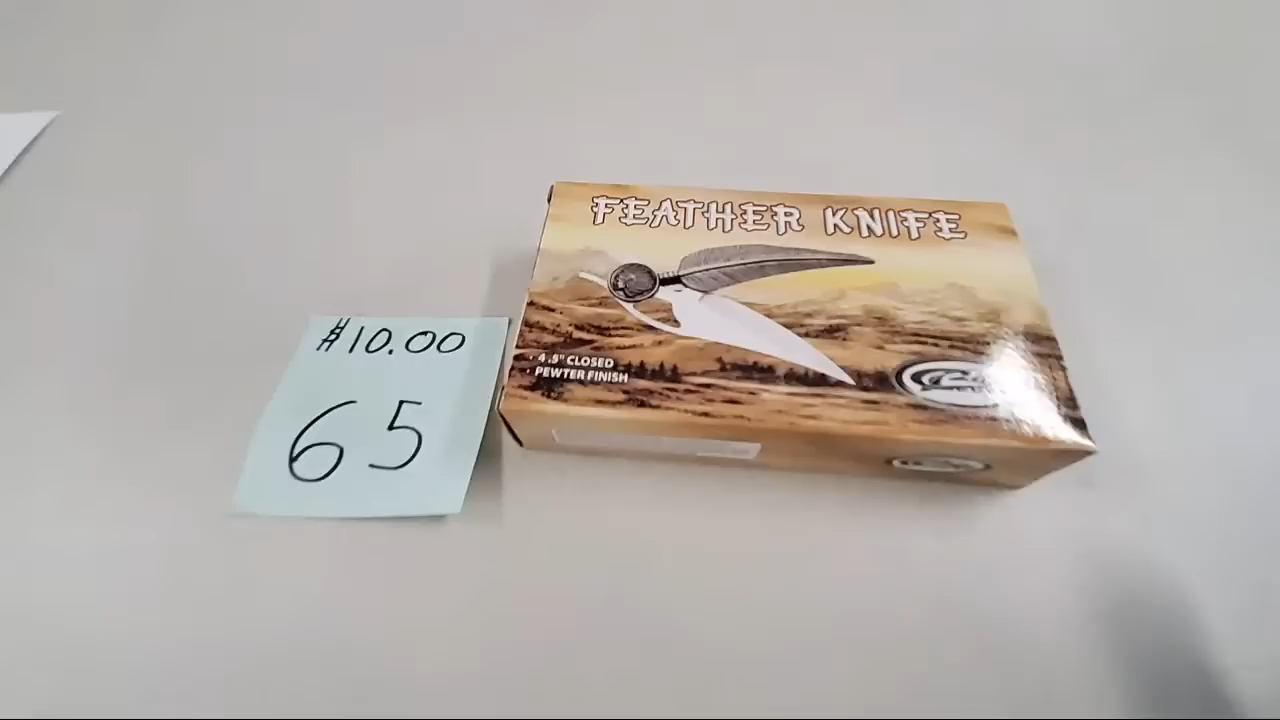 #10.00
65
FEATHER KNIFE
· 4.5" CLOSED
· PEWTER FINISH